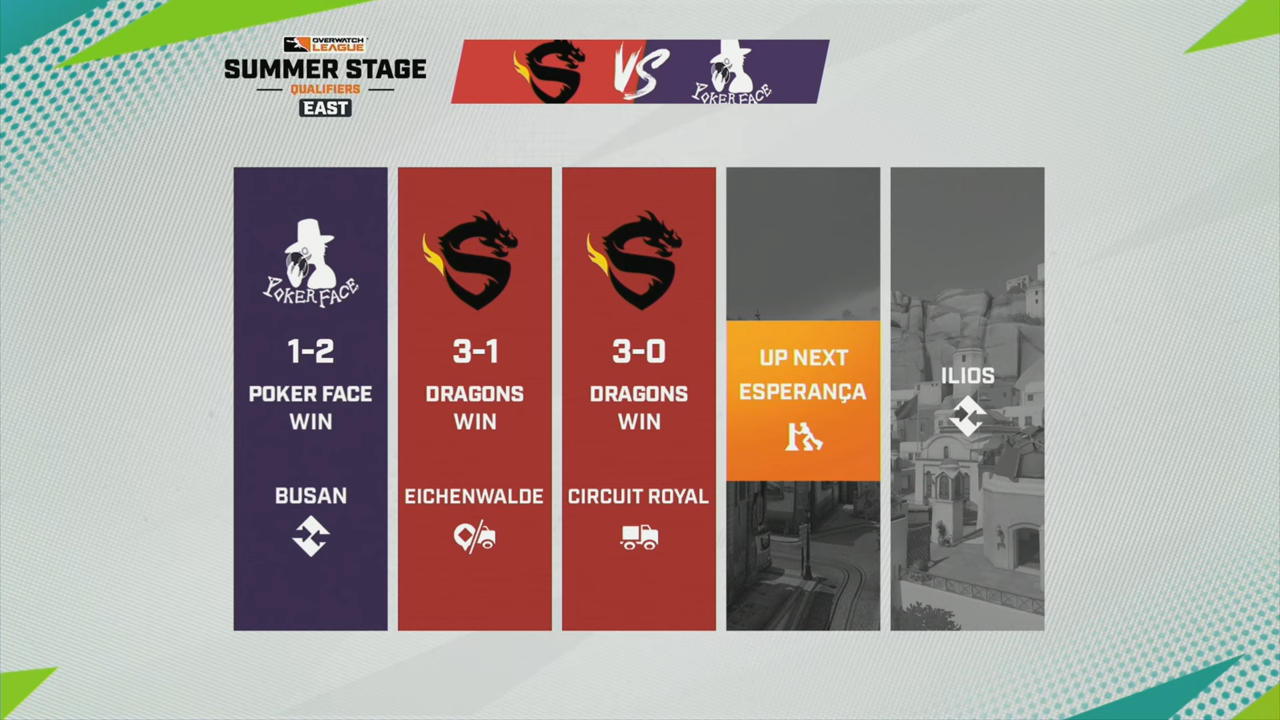 OVERWATCH
LEAGUE
SUMMER STAGE
QUALIFIERS
EAST
VS
POKER FACE
POKER FACE
1-2
POKER FACE
WIN
BUSAN
3-1
DRAGONS
WIN
EICHENWALDE
3-0
DRAGONS
WIN
CIRCUIT ROYAL
UP NEXT
ESPERANÇA
ILIOS